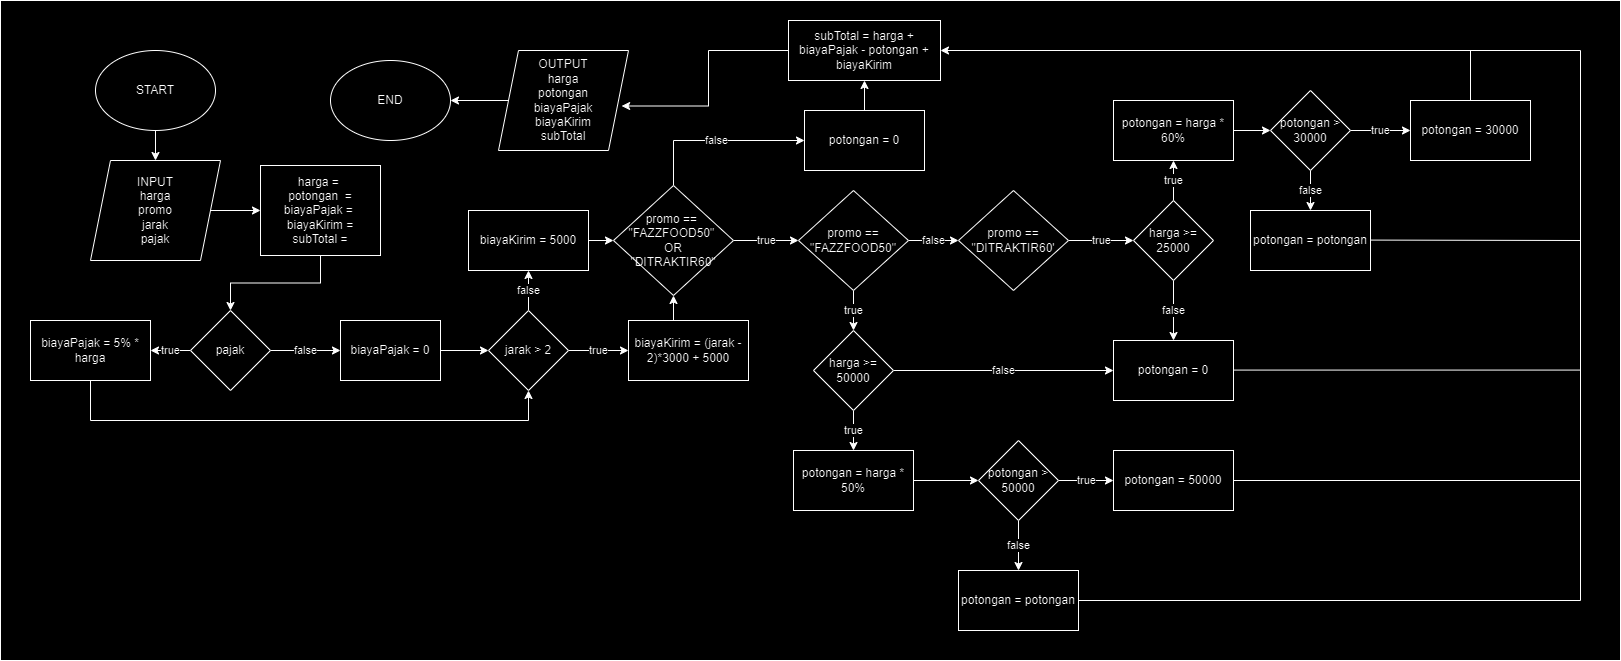 START
INPUT
harga
promo
jarak
pajak
harga =
potongan =
biayaPajak =
biayaKirim =
subTotal =
pajak
true
biayaPajak = 5% *
harga
false
biayaPajak = 0
jarak > 2
false
biayaKirim = 5000
true
biayaKirim = (jarak -
2)*3000 + 5000
promo ==
"FAZZFOOD50"
OR
"DITRAKTIR60"
false
potongan = 0
true
promo ==
"FAZZFOOD50"
false
promo ==
"DITRAKTIR60'
true
harga >=
25000
true
potongan = harga *
60%
potongan >
30000
true
potongan = 30000
false
potongan = potongan
false
potongan = 0
true
harga >=
50000
false
true
potongan = harga *
50%
potongan >
50000
true
potongan = 50000
false
potongan = potongan
subTotal = harga +
biayaPajak - potongan +
biayaKirim
OUTPUT
harga
potongan
biayaPajak
biayaKirim
subTotal
END